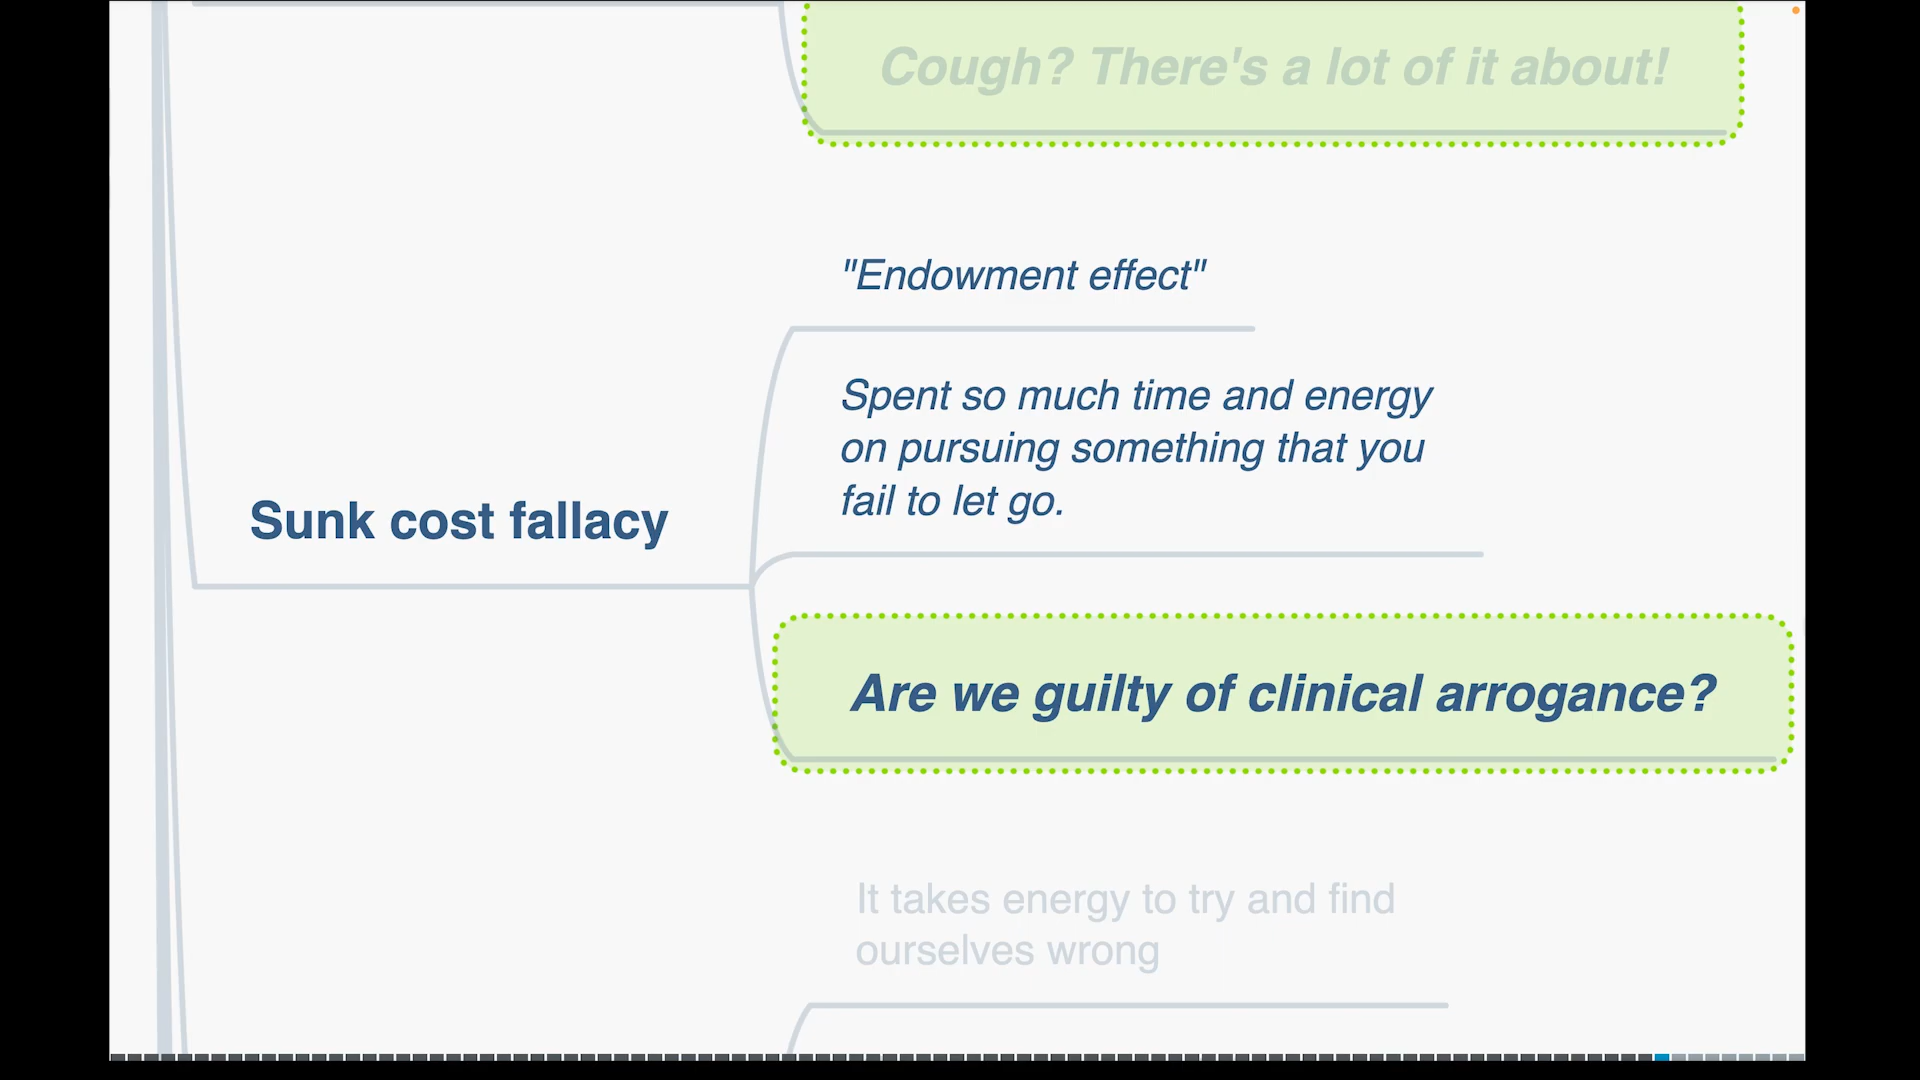 Cough? There's a lot of it about!
"Endowment effect"
Spent so much time and energy
on pursuing something that you
fail to let go.
Sunk cost fallacy
Are we guilty of clinical arrogance?
It takes energy to try and find
ourselves wrong